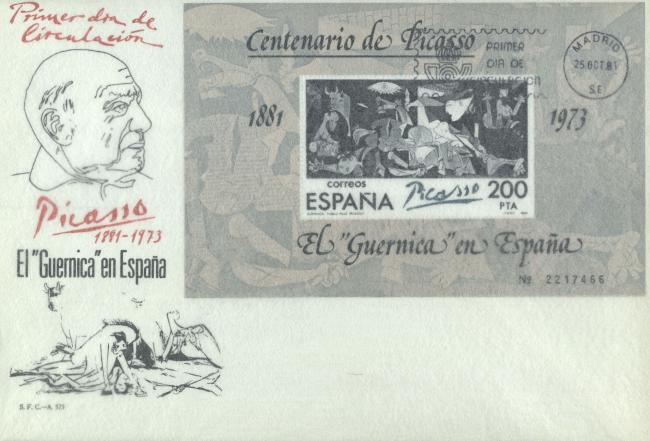 Primer dia de
Circulación
Picasso
1881-1973
El "Guernica" en España
S. F. C.-A. 575
Centenario de Picasso
PRIMER
DIA DE
CIRCULACION
MADRID
25 OCT. 81
S.E
1881
1973
correos
ESPAÑA
Picasso
200
PTA
El "Guernica" en España
Nº 2217466